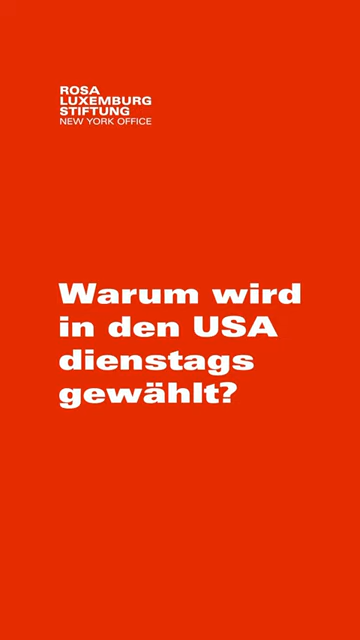 ROSA
LUXEMBURG
STIFTUNG
NEW YORK OFFICE
Warum wird
in den USA
dienstags
gewählt?